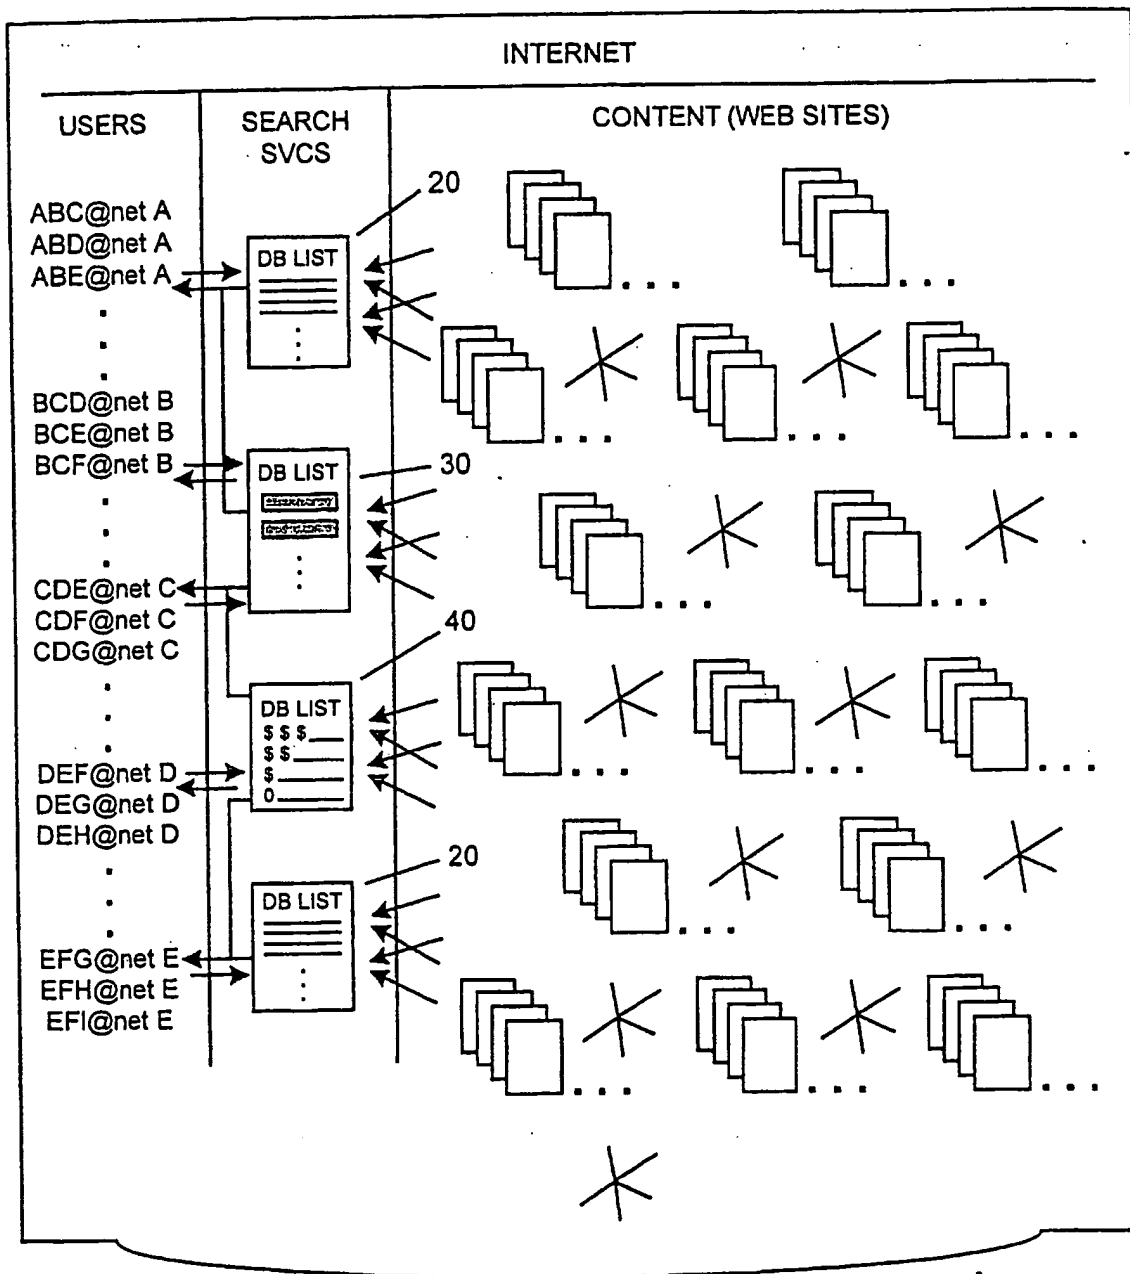 INTERNET
USERS
SEARCH
SVCS
CONTENT (WEB SITES)
ABC@net A
ABD@net A
ABE@net A
BCD@net B
BCE@net B
BCF@net B
CDE@net C
CDF@net C
CDG@net C
DEF@net D
DEG@net D
DEH@net D
EFG@net E
EFH@net E
EFI@net E
20
DB LIST
30
DB LIST
40
DB LIST
$ $ $
$ $
$
0
20
DB LIST